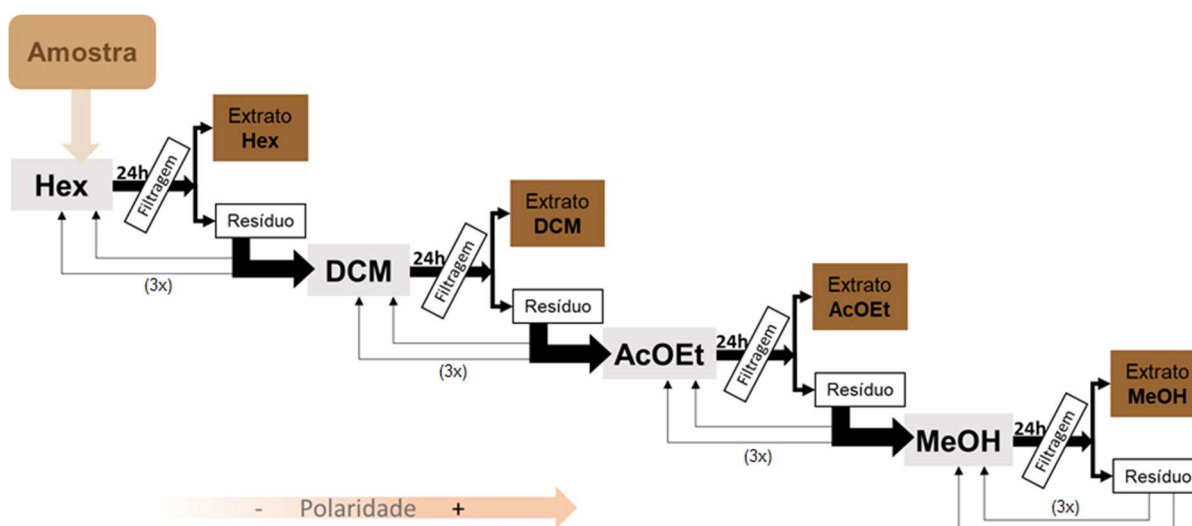 Amostra
Hex
24h
Filtragem
Extrato
Hex
Resíduo
(3x)
DCM
24h
Filtragem
Extrato
DCM
Resíduo
(3x)
AcOEt
24h
Filtragem
Extrato
AcOEt
Resíduo
(3x)
MeOH
24h
Filtragem
Extrato
MeOH
Resíduo
(3x)
- Polaridade +